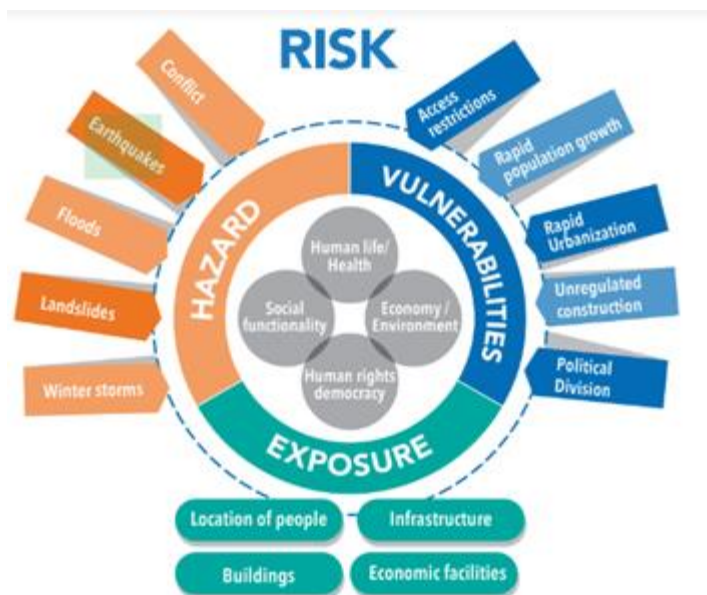 RISK
Conflict
Earthquakes
Floods
Landslides
Winter storms
HAZARD
Access
restrictions
Rapid
population growth
Rapid
Urbanization
Unregulated
construction
Political
Division
VULNERABILITIES
Human life/
Health
Social
functionality
Economy /
Environment
Human rights
democracy
EXPOSURE
Location of people
Infrastructure
Buildings
Economic facilities